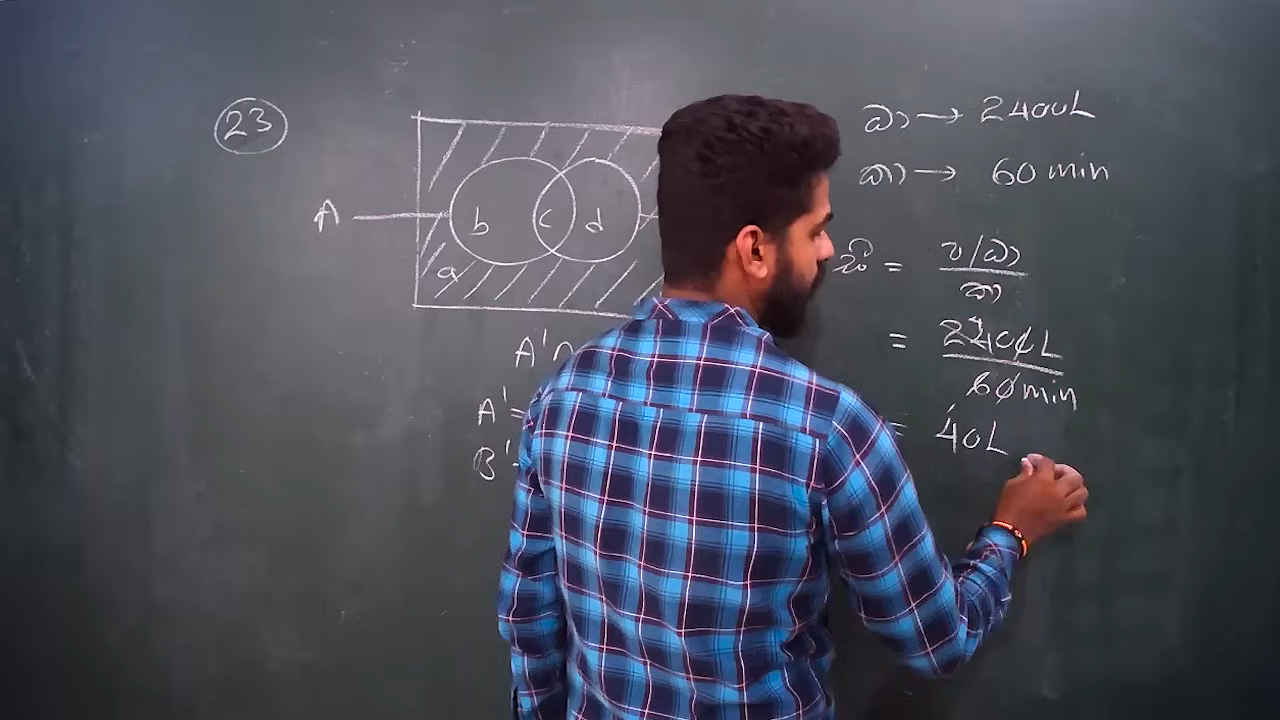 23
A
b c d
a
A'∩
A'=
B'
ධා → 2400L
කා → 60 min
= ප/ධා
කා
= 2400L
60 min
= 40L